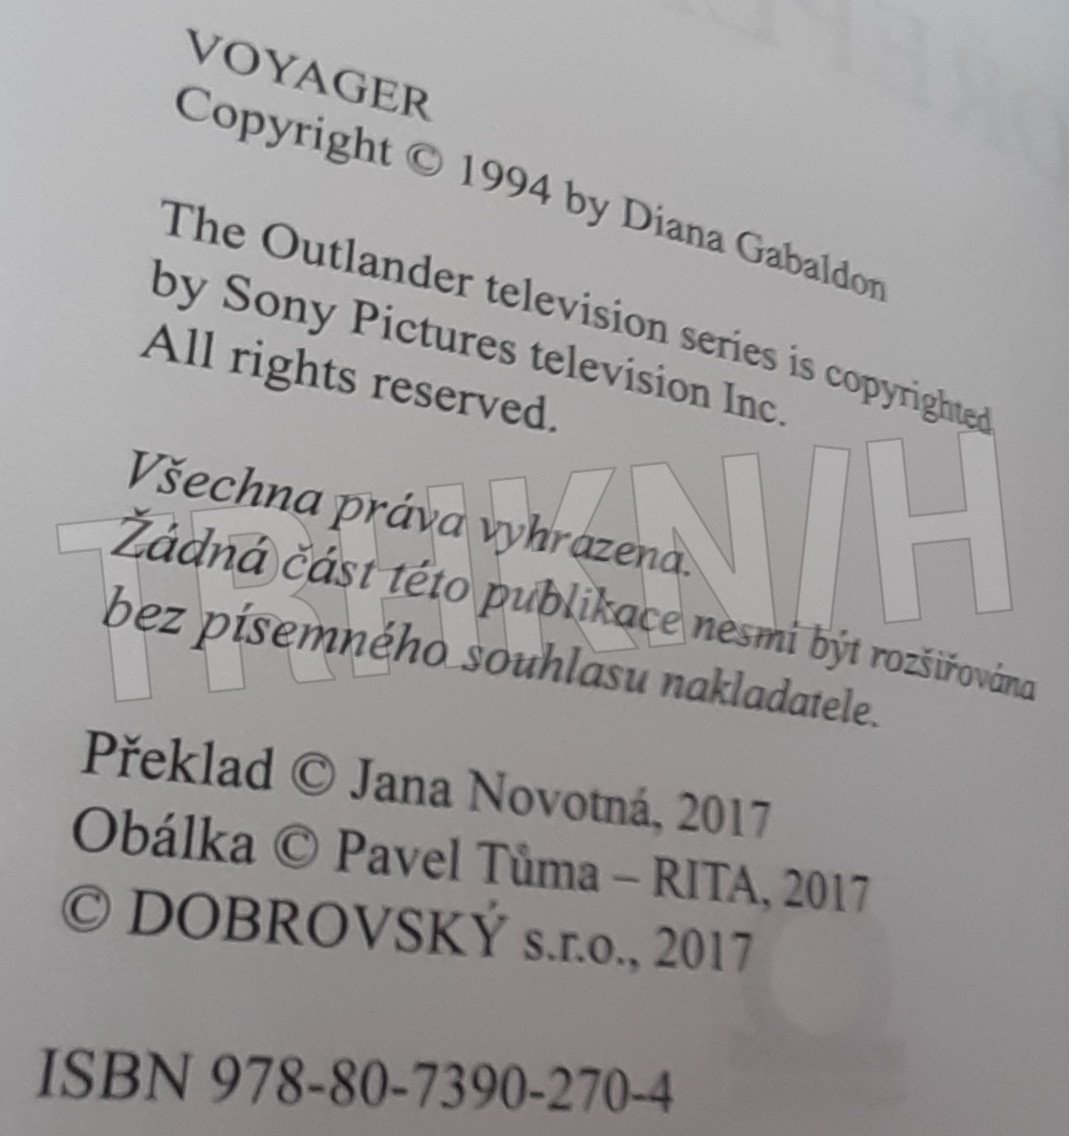 VOYAGER
Copyright © 1994 by Diana Gabaldon
The Outlander television series is copyrighted
by Sony Pictures television Inc.
All rights reserved.
Všechna práva vyhrazena.
Žádná část této publikace nesmí být rozšiřována
bez písemného souhlasu nakladatele.
TRHKNIH
Překlad © Jana Novotná, 2017
Obálka © Pavel Tůma – RITA, 2017
© DOBROVSKÝ s.r.o., 2017
ISBN 978-80-7390-270-4